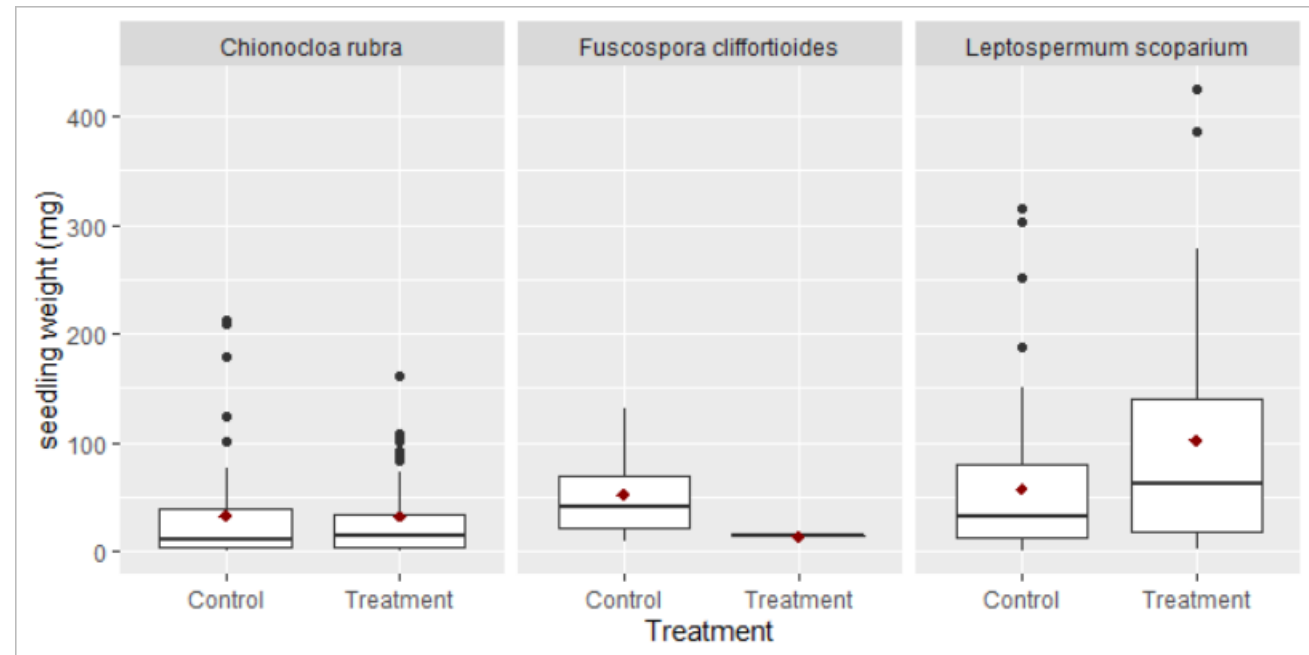 Chionocloa rubra
Fuscospora cliffortioides
Leptospermum scoparium
400
300
200
100
0
seedling weight (mg)
Control
Treatment
Control
Treatment
Control
Treatment
Treatment